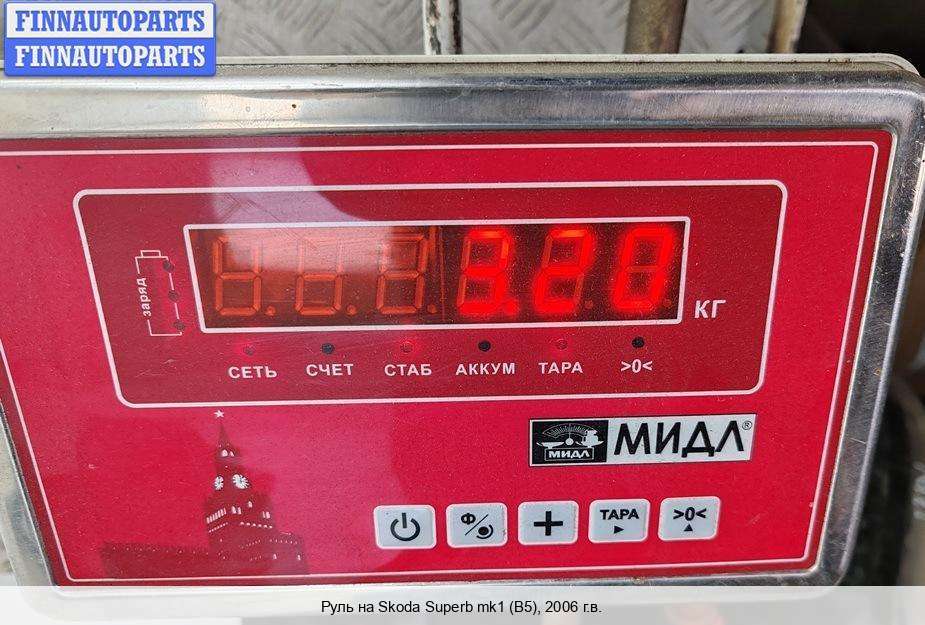 FINNAUTOPARTS
FINNAUTOPARTS
заряд
3.20
КГ
СЕТЬ СЧЕТ СТАБ АККУМ ТАРА >0<
МИДЛ МИДЛ®
Ф ТАРА >0<
Руль на Skoda Superb mk1 (B5), 2006 г.в.